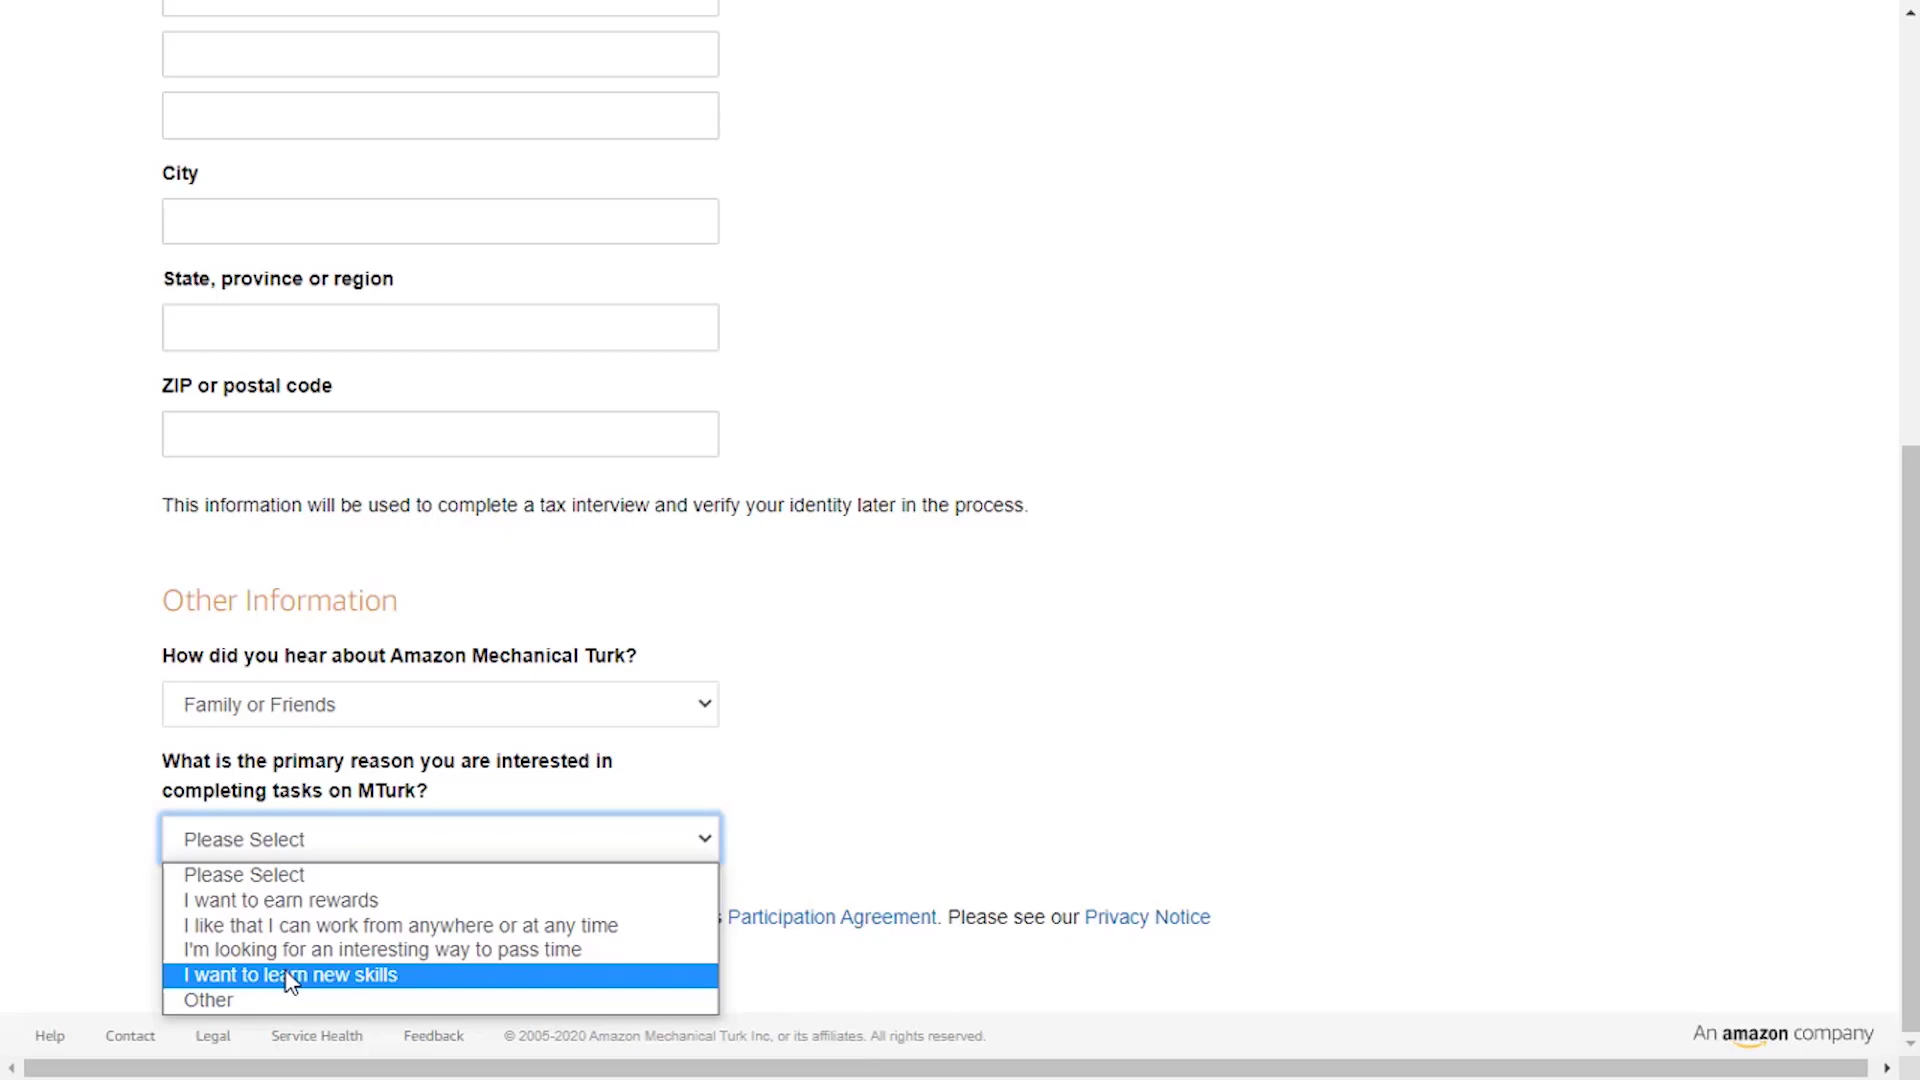 City
State, province or region
ZIP or postal code
This information will be used to complete a tax interview and verify your identity later in the process.
Other Information
How did you hear about Amazon Mechanical Turk?
Family or Friends
What is the primary reason you are interested in
completing tasks on MTurk?
Please Select
Please Select
I want to earn rewards
I like that I can work from anywhere or at any time
Participation Agreement. Please see our Privacy Notice
I'm looking for an interesting way to pass time
I want to learn new skills
Other
Help Contact Legal Service Health Feedback © 2005-2020 Amazon Mechanical Turk Inc, or its affiliates. All rights reserved. An amazon company